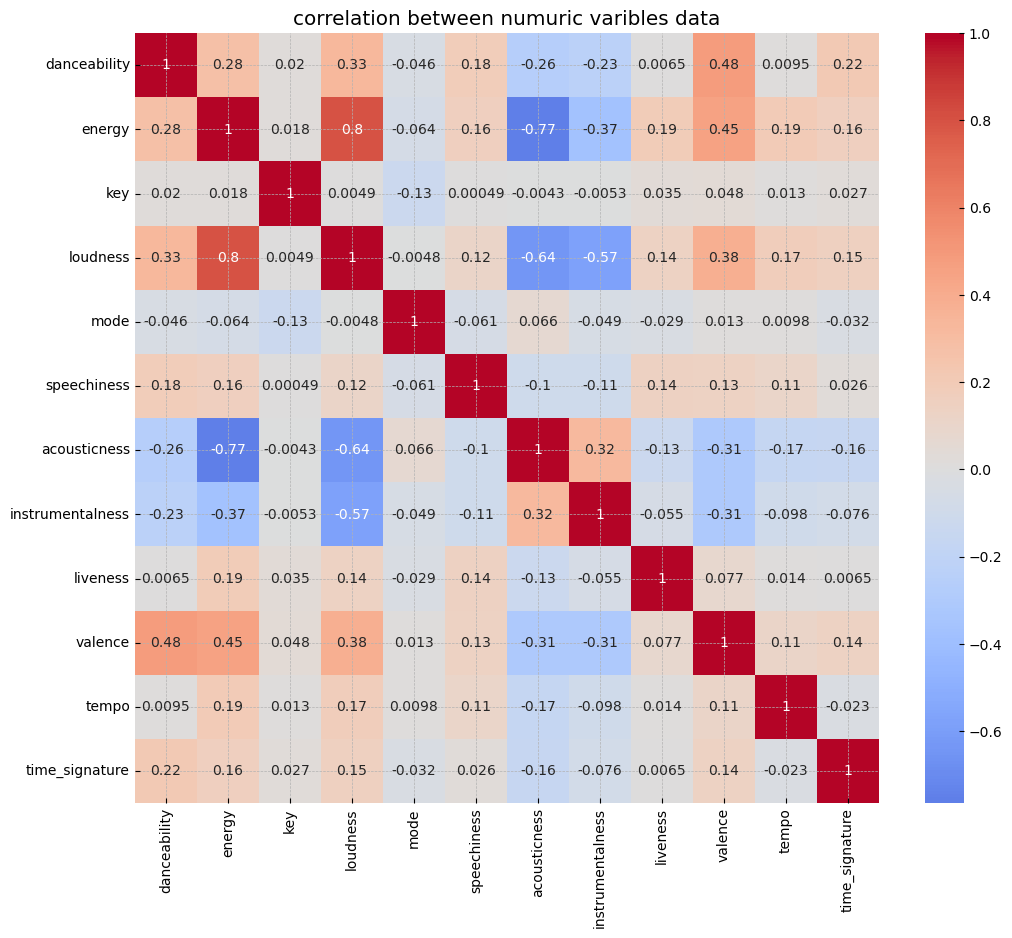 correlation between numuric varibles data
danceability 1 0.28 0.02 0.33 -0.046 0.18 -0.26 -0.23 0.0065 0.48 0.0095 0.22
energy 0.28 1 0.018 0.8 -0.064 0.16 -0.77 -0.37 0.19 0.45 0.19 0.16
key 0.02 0.018 1 0.0049 -0.13 0.00049 -0.0043 -0.0053 0.035 0.048 0.013 0.027
loudness 0.33 0.8 0.0049 1 -0.0048 0.12 -0.64 -0.57 0.14 0.38 0.17 0.15
mode -0.046 -0.064 -0.13 -0.0048 1 -0.061 0.066 -0.049 -0.029 0.013 0.0098 -0.032
speechiness 0.18 0.16 0.00049 0.12 -0.061 1 -0.1 -0.11 0.14 0.13 0.11 0.026
acousticness -0.26 -0.77 -0.0043 -0.64 0.066 -0.1 1 0.32 -0.13 -0.31 -0.17 -0.16
instrumentalness -0.23 -0.37 -0.0053 -0.57 -0.049 -0.11 0.32 1 -0.055 -0.31 -0.098 -0.076
liveness 0.0065 0.19 0.035 0.14 -0.029 0.14 -0.13 -0.055 1 0.077 0.014 0.0065
valence 0.48 0.45 0.048 0.38 0.013 0.13 -0.31 -0.31 0.077 1 0.11 0.14
tempo 0.0095 0.19 0.013 0.17 0.0098 0.11 -0.17 -0.098 0.014 0.11 1 -0.023
time_signature 0.22 0.16 0.027 0.15 -0.032 0.026 -0.16 -0.076 0.0065 0.14 -0.023 1
danceability energy key loudness mode speechiness acousticness instrumentalness liveness valence tempo time_signature
1.0
0.8
0.6
0.4
0.2
0.0
−0.2
−0.4
−0.6